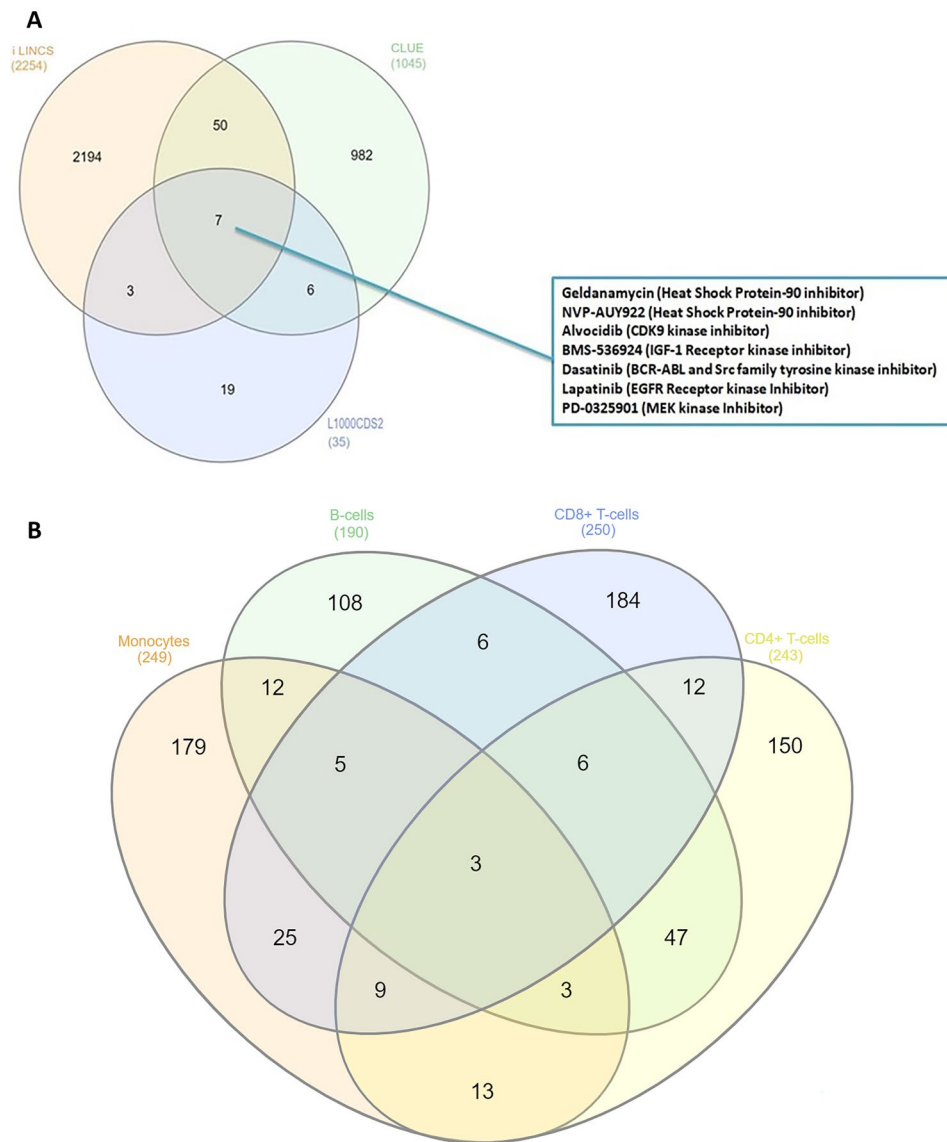 A
i LINCS
(2254)
CLUE
(1045)
50
2194
982
7
3
6
19
L1000CDS2
(35)
Geldanamycin (Heat Shock Protein-90 inhibitor)
NVP-AUY922 (Heat Shock Protein-90 inhibitor)
Alvocidib (CDK9 kinase inhibitor)
BMS-536924 (IGF-1 Receptor kinase inhibitor)
Dasatinib (BCR-ABL and Src family tyrosine kinase inhibitor)
Lapatinib (EGFR Receptor kinase Inhibitor)
PD-0325901 (MEK kinase Inhibitor)
B
B-cells
(190)
CD8+ T-cells
(250)
Monocytes
(249)
CD4+ T-cells
(243)
108
184
6
12
12
179
150
5
6
3
25
47
9
3
13